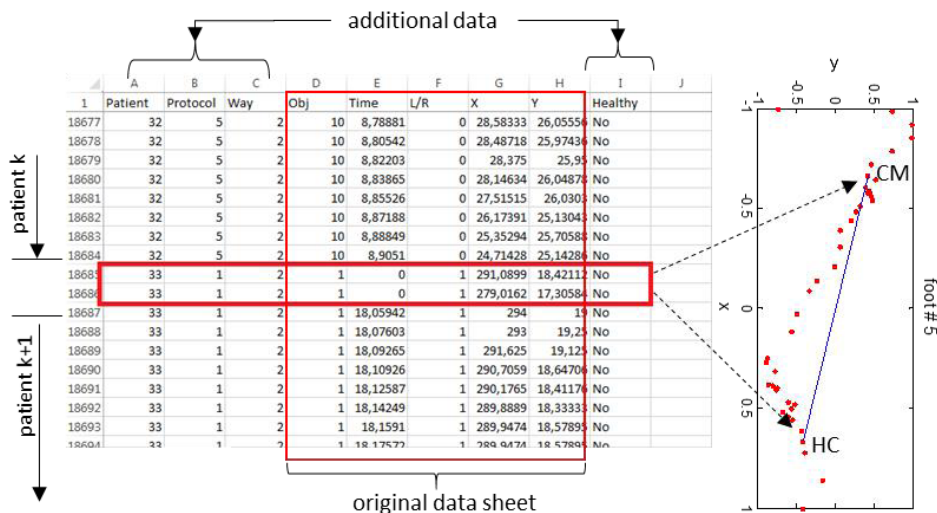 additional data
A B C D E F G H I J
1 Patient Protocol Way Obj Time L/R X Y Healthy
18677 32 5 2 10 8,78881 0 28,58333 26,05556 No
18678 32 5 2 10 8,80542 0 28,48718 25,97436 No
18679 32 5 2 10 8,82203 0 28,375 25,95 No
18680 32 5 2 10 8,83865 0 28,14634 26,04878 No
18681 32 5 2 10 8,85526 0 27,51515 26,0303 No
18682 32 5 2 10 8,87188 0 26,17391 25,13043 No
18683 32 5 2 10 8,88849 0 25,35294 25,70588 No
18684 32 5 2 10 8,9051 0 24,71428 25,14286 No
18685 33 1 2 1 0 1 291,0899 18,42112 No
18686 33 1 2 1 0 1 279,0162 17,30584 No
18687 33 1 2 1 18,05942 1 294 19 No
18688 33 1 2 1 18,07603 1 293 19,25 No
18689 33 1 2 1 18,09265 1 291,625 19,125 No
18690 33 1 2 1 18,10926 1 290,7059 18,64706 No
18691 33 1 2 1 18,12587 1 290,1765 18,41176 No
18692 33 1 2 1 18,14249 1 289,8889 18,33333 No
18693 33 1 2 1 18,1591 1 289,9474 18,57895 No
18694 33 1 2 1 18,17572 1 289,9474 18,57895 No
original data sheet
patient k
patient k+1
y
-1 -0.5 0 0.5 1
-1
-0.5
0
0.5
1
x
CM
HC
foot# 5